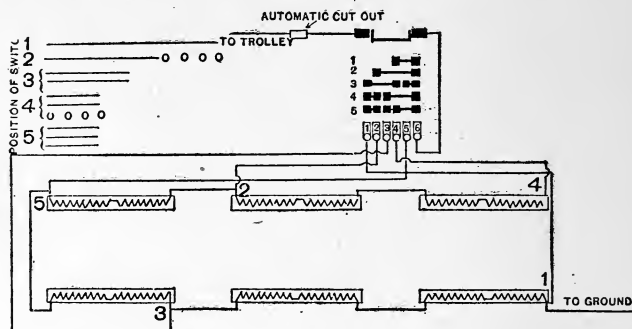 AUTOMATIC CUT OUT
TO TROLLEY
POSITION OF SWITC
1
2 O O O O
3
4
O O O O
5
1
2
3
4
5
1 2 3 4 5 6
5 2 4
3 1
TO GROUND